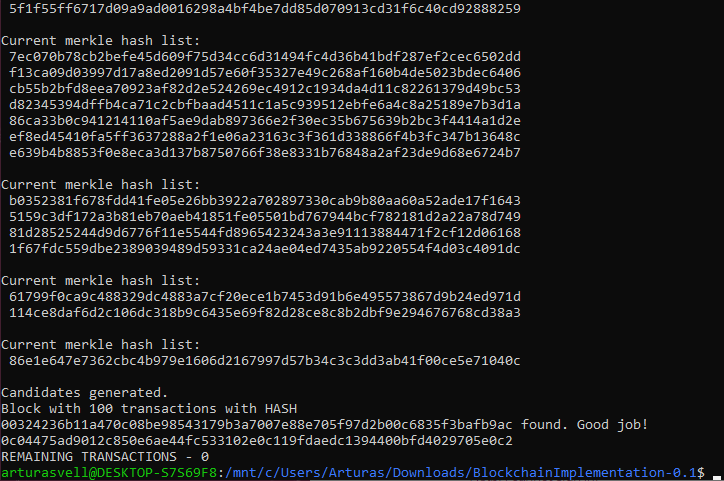 5f1f55ff6717d09a9ad0016298a4bf4be7dd85d070913cd31f6c40cd92888259
Current merkle hash list:
7ec070b78cb2befe45d609f75d34cc6d31494fc4d36b41bdf287ef2cec6502dd
f13ca09d03997d17a8ed2091d57e60f35327e49c268af160b4de5023bdec6406
cb55b2bfd8eea70923af82d2e524269ec4912c1934da4d11c82261379d49bc53
d82345394dffb4ca71c2cbfbaad4511c1a5c939512ebfe6a4c8a25189e7b3d1a
86ca33b0c941214110af5ae9dab897366e2f30ec35b675639b2bc3f4414a1d2e
ef8ed45410fa5ff3637288a2f1e06a23163c3f361d338866f4b3fc347b13648c
e639b4b8853f0e8eca3d137b8750766f38e8331b76848a2af23de9d68e6724b7
Current merkle hash list:
b0352381f678fdd41fe05e26bb3922a702897330cab9b80aa60a52ade17f1643
5159c3df172a3b81eb70aeb41851fe05501bd767944bcf782181d2a22a78d749
81d28525244d9d6776f11e5544fd8965423243a3e91113884471f2cf12d06168
1f67fdc559dbe2389039489d59331ca24ae04ed7435ab9220554f4d03c4091dc
Current merkle hash list:
61799f0ca9c488329dc4883a7cf20ece1b7453d91b6e495573867d9b24ed971d
114ce8daf6d2c106dc318b9c6435e69f82d28ce8c8b2dbf9e294676768cd38a3
Current merkle hash list:
86e1e647e7362cbc4b979e1606d2167997d57b34c3c3dd3ab41f00ce5e71040c
Candidates generated.
Block with 100 transactions with HASH
00324236b11a470c08be98543179b3a7007e88e705f97d2b00c6835f3bafb9ac found. Good job!
0c04475ad9012c850e6ae44fc533102e0c119fdaedc1394400bfd4029705e0c2
REMAINING TRANSACTIONS - 0
arturasvell@DESKTOP-S7S69F8:/mnt/c/Users/Arturas/Downloads/BlockchainImplementation-0.1$